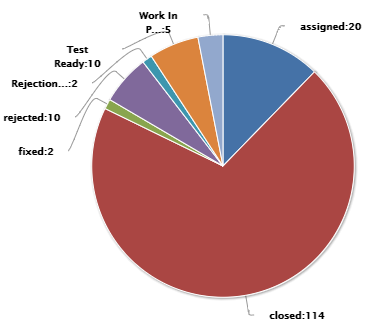 Work In
P...:5
assigned:20
Test
Ready:10
Rejection...:2
rejected:10
fixed:2
closed:114